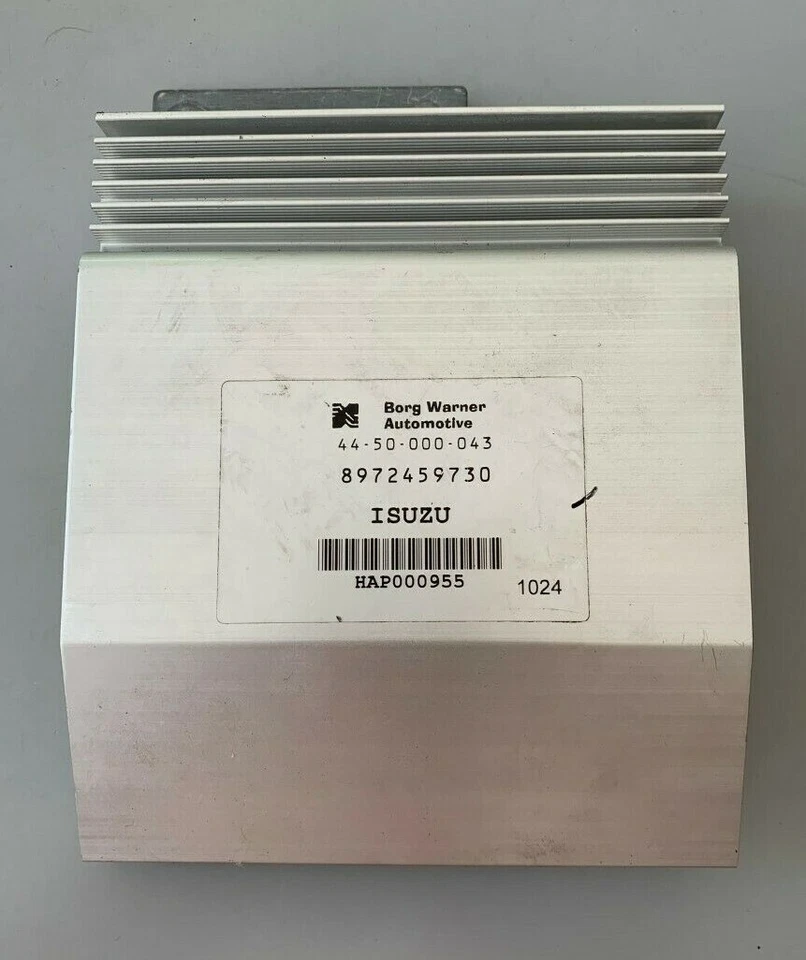 Borg Warner
Automotive
44-50-000-043
8972459730
ISUZU
HAP000955
1024